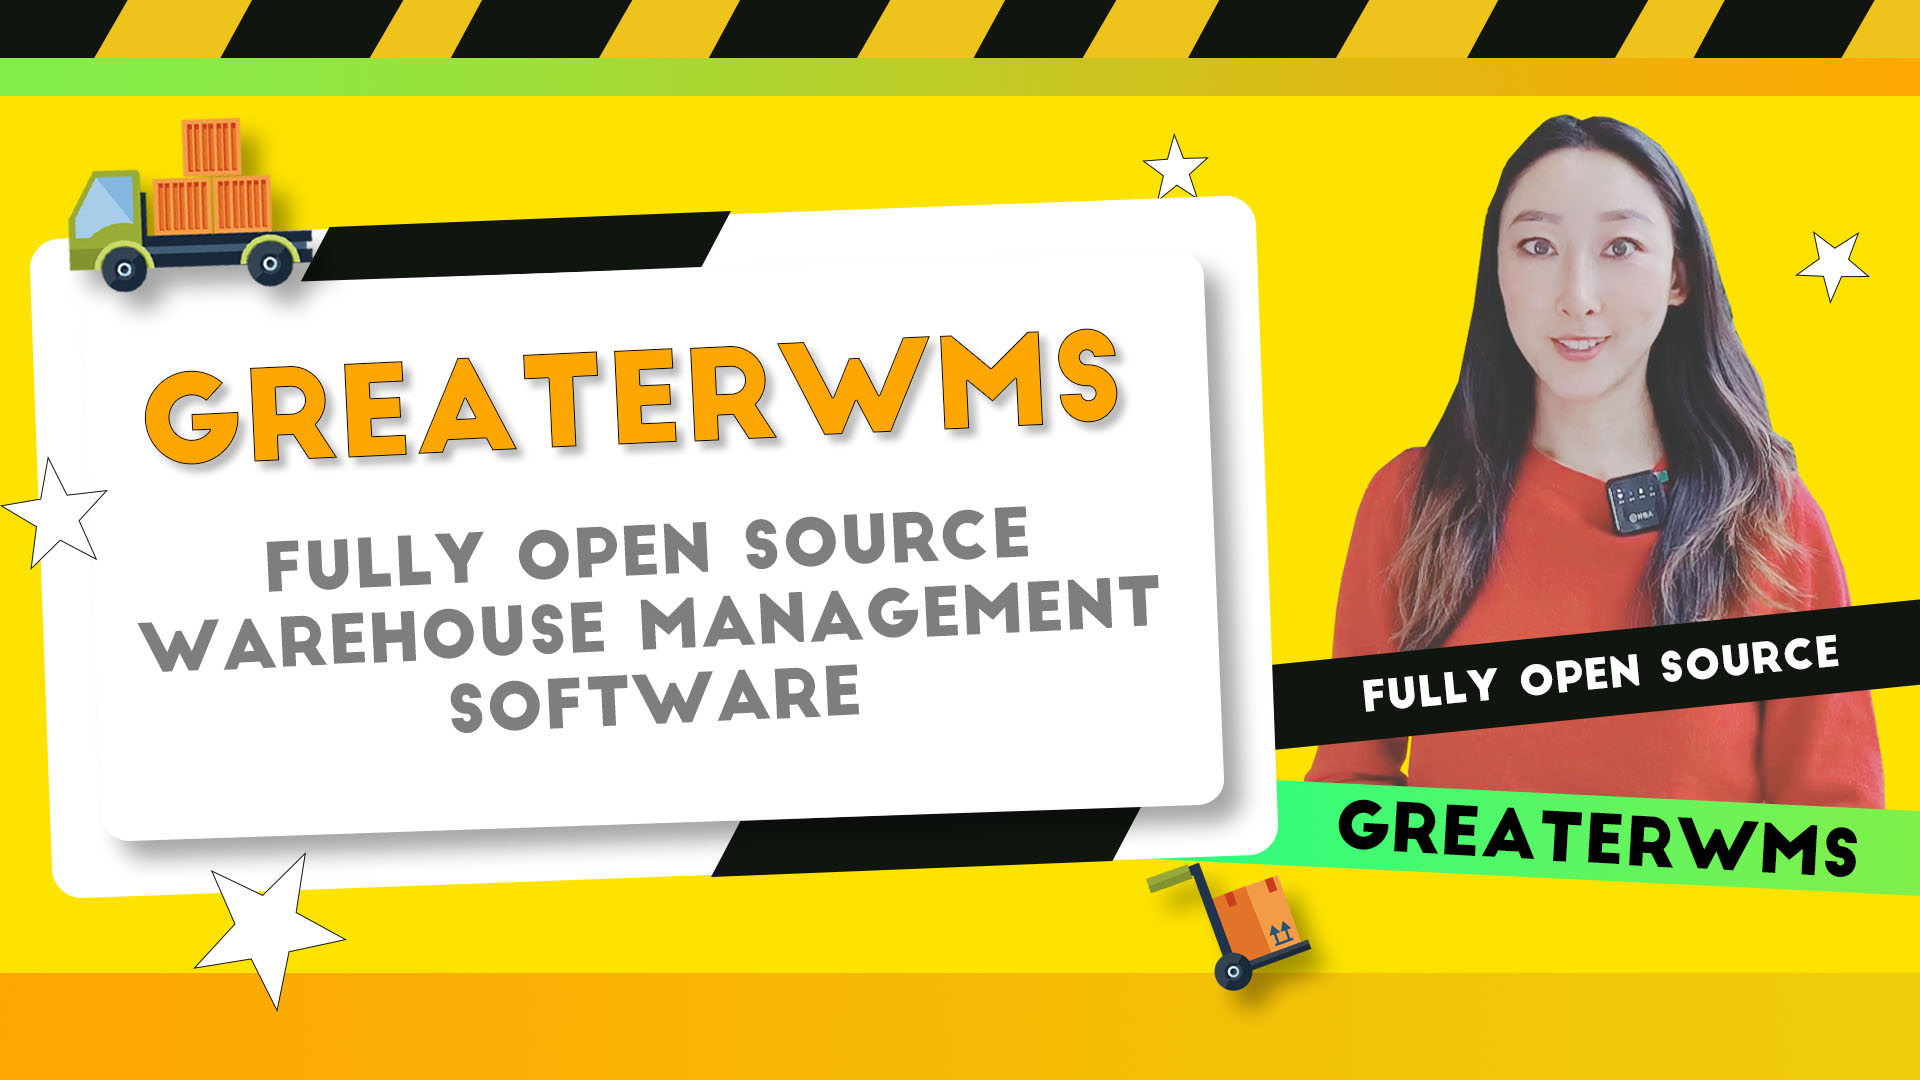 GREATERWMS
FULLY OPEN SOURCE
WAREHOUSE MANAGEMENT
SOFTWARE
FULLY OPEN SOURCE
GREATERWMS